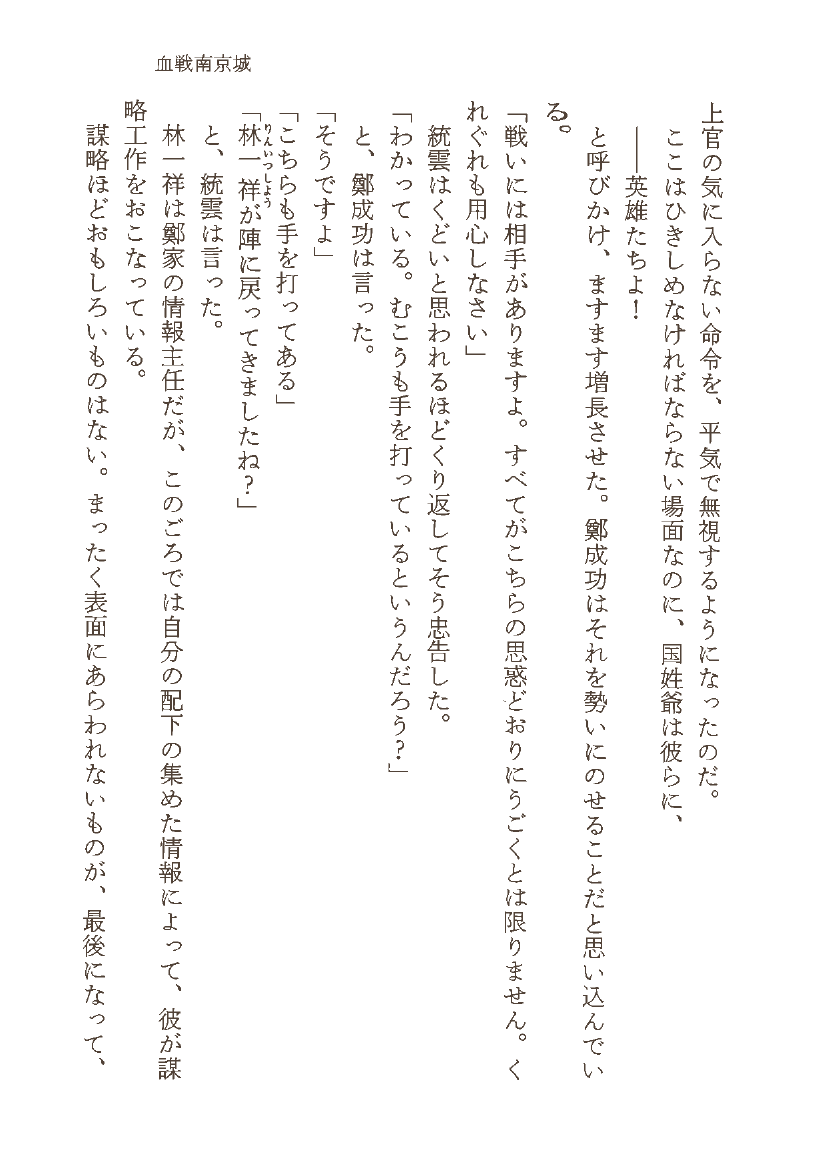 血戦南京城
上官の気に入らない命令を、平気で無視するようになったのだ。
ここはひきしめなければならない場面なのに、国姓爺は彼らに、
――英雄たちよ！
と呼びかけ、ますます増長させた。鄭成功はそれを勢いにのせることだと思い込んでい
る。
「戦いには相手がありますよ。すべてがこちらの思惑どおりにうごくとは限りません。く
れぐれも用心しなさい」
統雲はくどいと思われるほどくり返してそう忠告した。
「わかっている。むこうも手を打っているというんだろう？」
と、鄭成功は言った。
「そうですよ」
「こちらも手を打ってある」
りんいつしよう
「林一祥が陣に戻ってきましたね？」
と、統雲は言った。
林一祥は鄭家の情報主任だが、このごろでは自分の配下の集めた情報によって、彼が謀
略工作をおこなっている。
謀略ほどおもしろいものはない。まったく表面にあらわれないものが、最後になって、